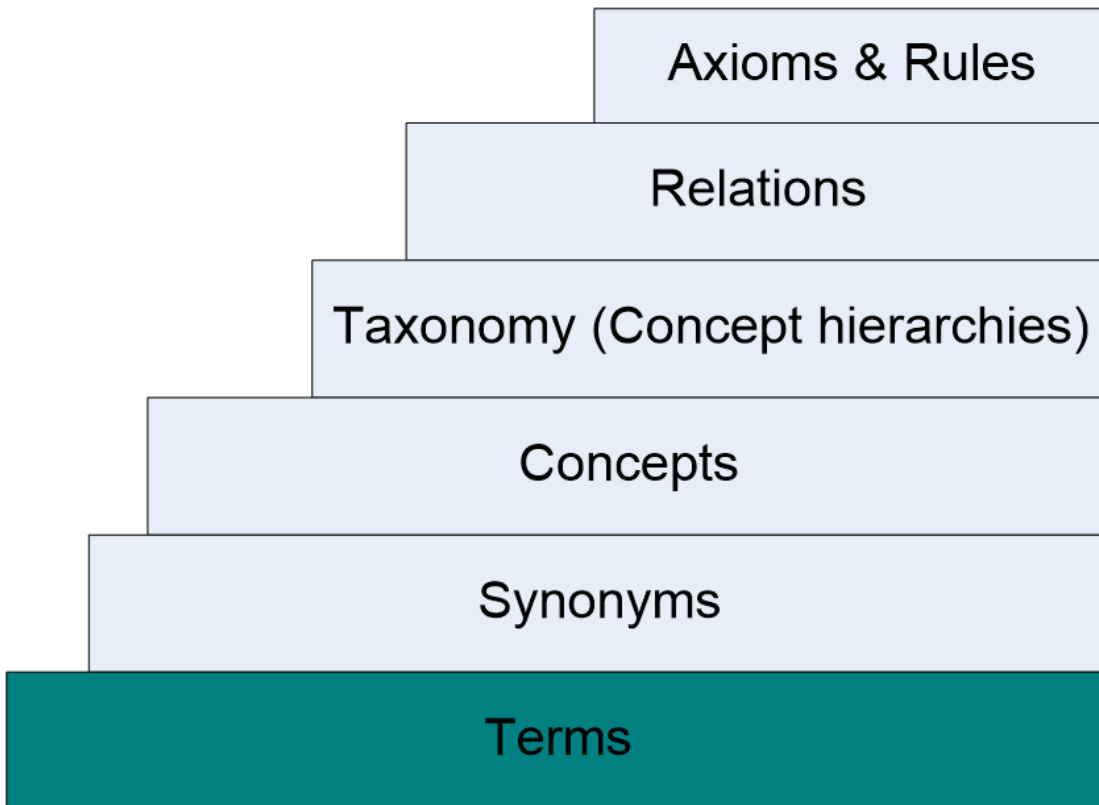 Axioms & Rules
Relations
Taxonomy (Concept hierarchies)
Concepts
Synonyms
Terms